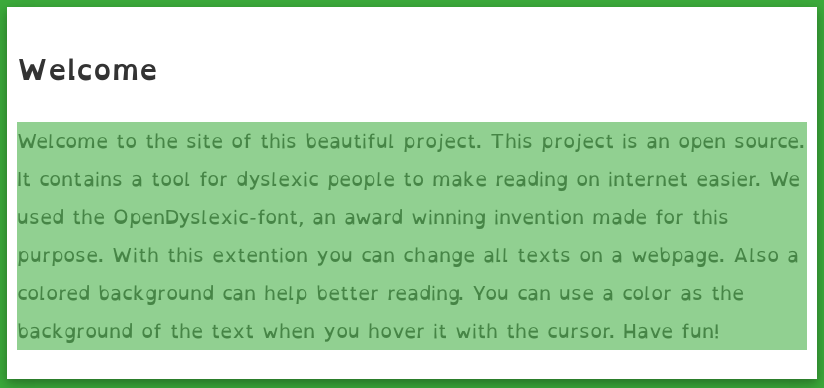 Welcome
Welcome to the site of this beautiful project. This project is an open source.
It contains a tool for dyslexic people to make reading on internet easier. We
used the OpenDyslexic-font, an award winning invention made for this
purpose. With this extention you can change all texts on a webpage. Also a
colored background can help better reading. You can use a color as the
background of the text when you hover it with the cursor. Have fun!